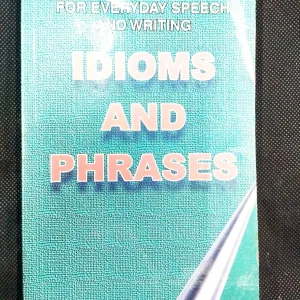 FOR EVERYDAY SPEECH
AND WRITING
IDIOMS
AND
PHRASES